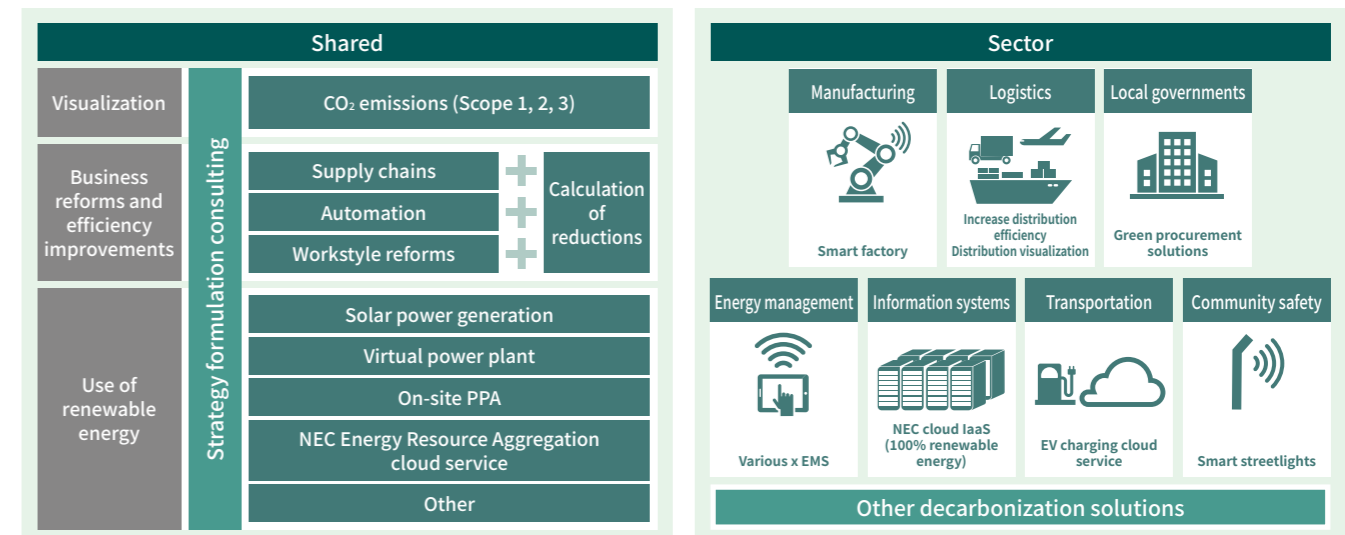 Shared
Visualization
Strategy formulation consulting
CO₂ emissions (Scope 1, 2, 3)
Business
reforms and
efficiency
improvements
Supply chains
Automation
Workstyle reforms
Calculation
of
reductions
Use of
renewable
energy
Solar power generation
Virtual power plant
On-site PPA
NEC Energy Resource Aggregation
cloud service
Other
Sector
Manufacturing
Smart factory
Logistics
Increase distribution
efficiency
Distribution visualization
Local governments
Green procurement
solutions
Energy management
Various x EMS
Information systems
NEC cloud IaaS
(100% renewable
energy)
Transportation
EV charging cloud
service
Community safety
Smart streetlights
Other decarbonization solutions